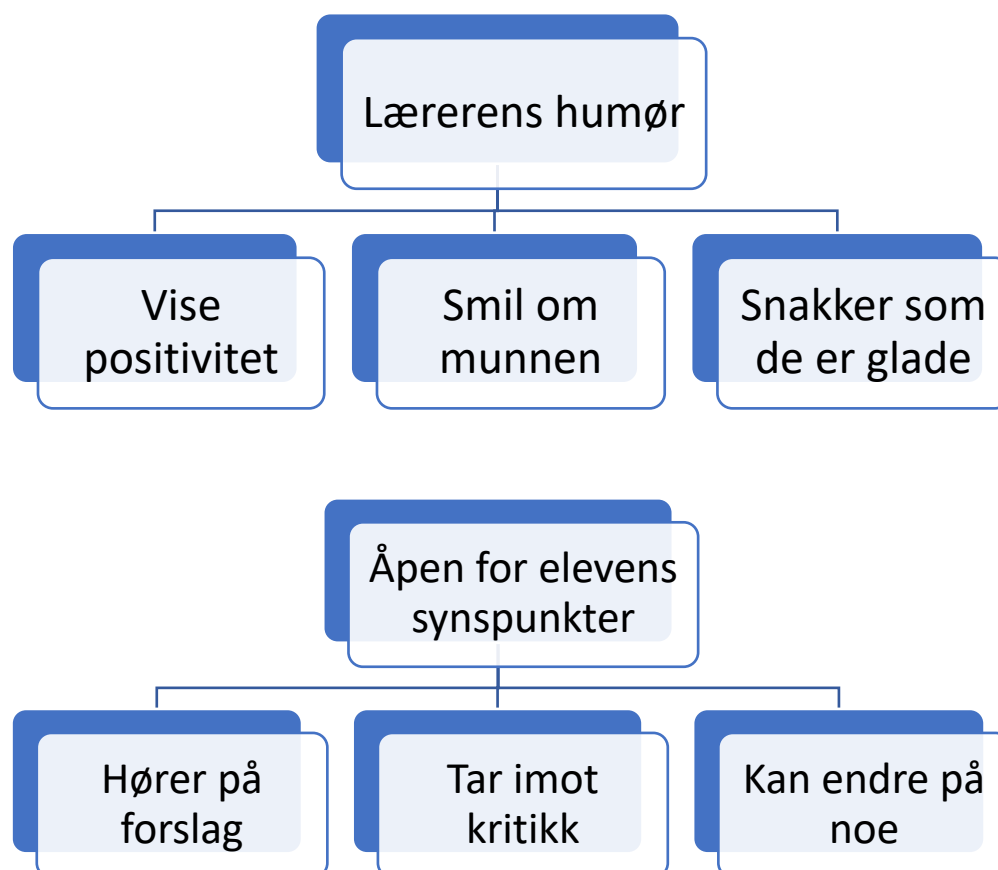 Lærerens humør
Vise
positivitet
Smil om
munnen
Snakker som
de er glade
Åpen for elevens
synspunkter
Hører på
forslag
Tar imot
kritikk
Kan endre på
noe